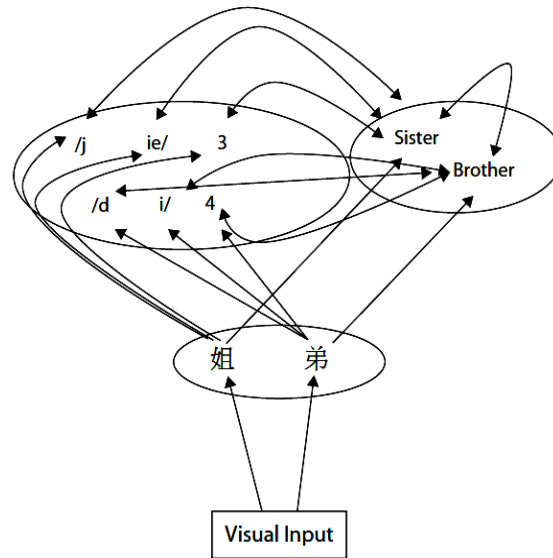 /j ie/ 3
Sister
Brother
/d i/ 4
姐 弟
Visual Input